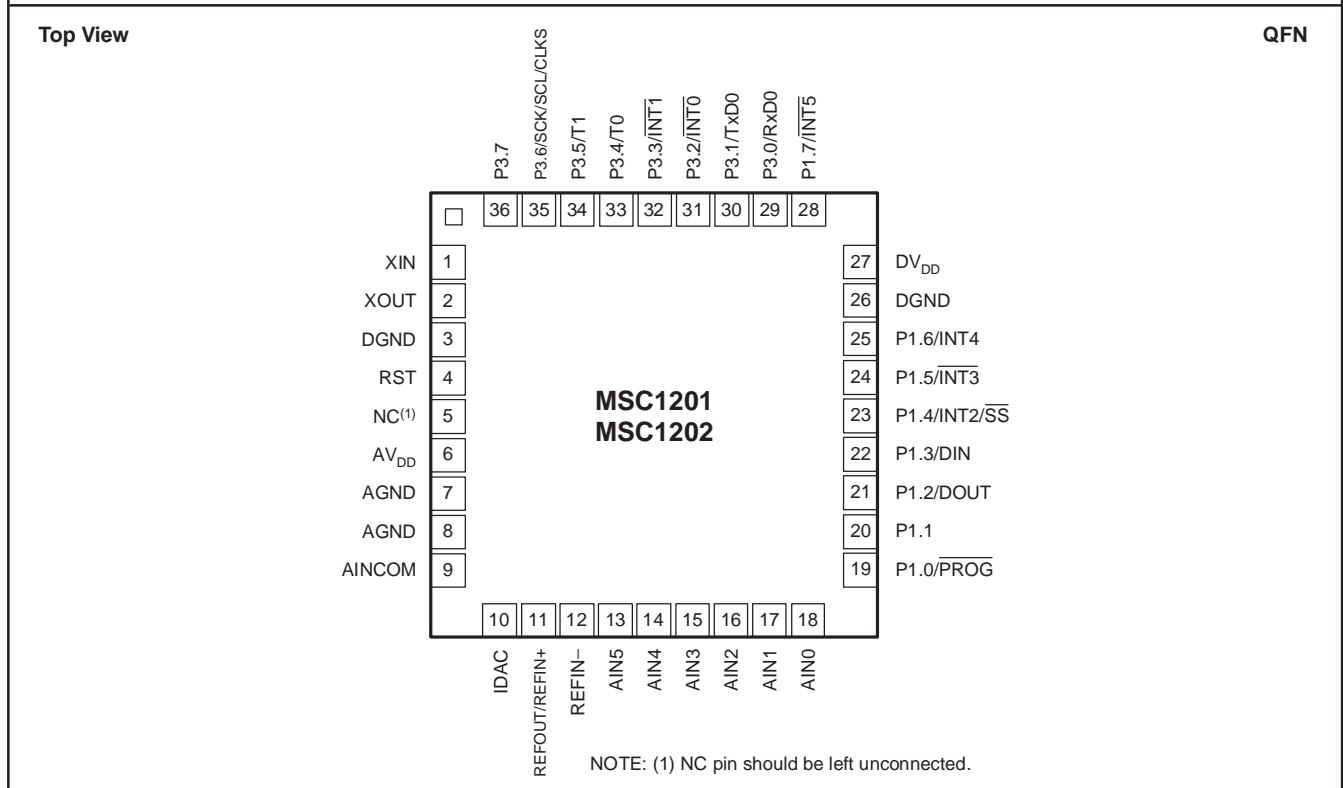 Top View
QFN
P3.7
P3.6/SCK/SCL/CLKS
P3.5/T1
P3.4/T0
P3.3/INT1
P3.2/INT0
P3.1/TxD0
P3.0/RxD0
P1.7/INT5
36 35 34 33 32 31 30 29 28
XIN 1
XOUT 2
DGND 3
RST 4
NC(1) 5
AVDD 6
AGND 7
AGND 8
AINCOM 9
MSC1201
MSC1202
27 DVDD
26 DGND
25 P1.6/INT4
24 P1.5/INT3
23 P1.4/INT2/SS
22 P1.3/DIN
21 P1.2/DOUT
20 P1.1
19 P1.0/PROG
10 11 12 13 14 15 16 17 18
IDAC
REFOUT/REFIN+
REFIN−
AIN5
AIN4
AIN3
AIN2
AIN1
AIN0
NOTE: (1) NC pin should be left unconnected.